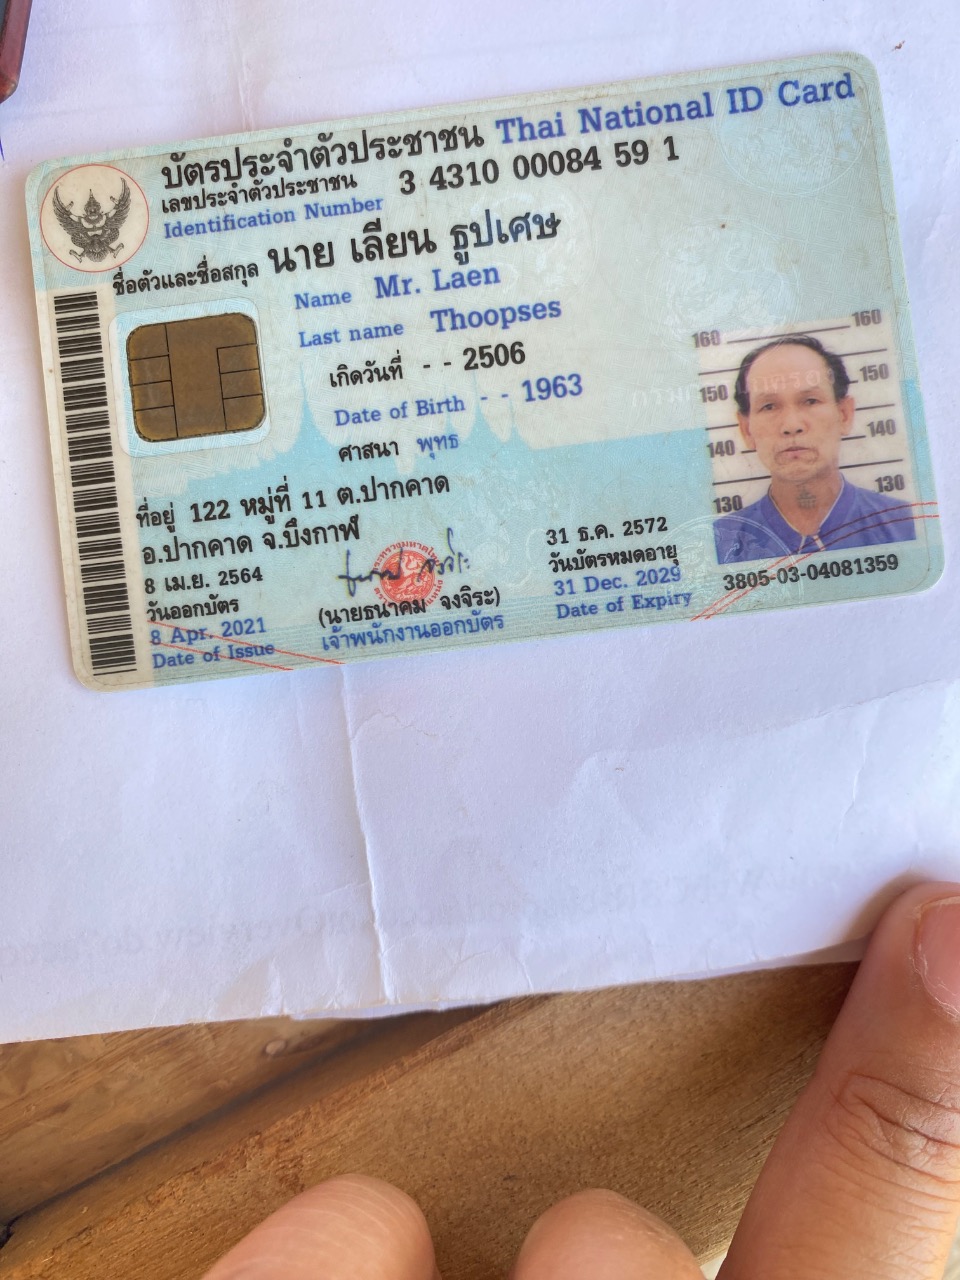 บัตรประจำตัวประชาชน Thai National ID Card
เลขประจำตัวประชาชน 3 4310 00084 59 1
Identification Number
ชื่อตัวและชื่อสกุล นาย เลียน ธูปเศษ
Name Mr. Laen
Last name Thoopses
เกิดวันที่ - - 2506
Date of Birth - - 1963
ศาสนา พุทธ
ที่อยู่ 122 หมู่ที่ 11 ต.ปากคาด
อ.ปากคาด จ.บึงกาฬ
8 เม.ย. 2564
วันออกบัตร
8 Apr. 2021
Date of Issue
(นายธนาคม จงจิระ)
เจ้าพนักงานออกบัตร
31 ธ.ค. 2572
วันบัตรหมดอายุ
31 Dec. 2029
Date of Expiry
160 160
150 150
140 140
130 130
3805-03-04081359